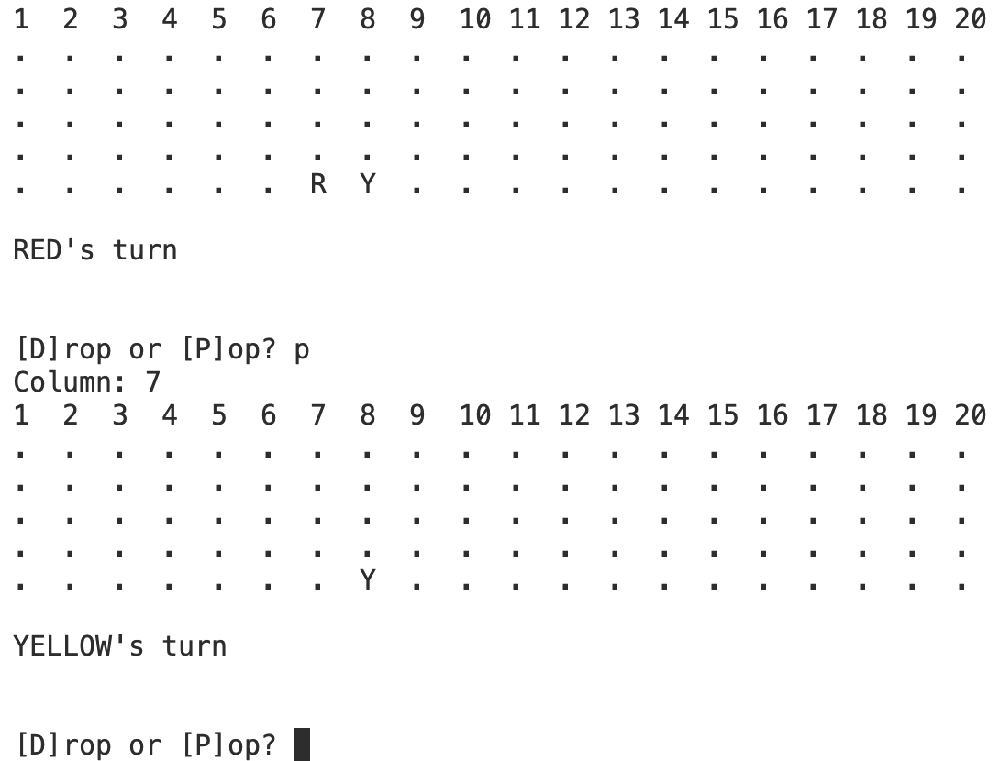 1  2  3  4  5  6  7  8  9  10 11 12 13 14 15 16 17 18 19 20
.  .  .  .  .  .  .  .  .  .  .  .  .  .  .  .  .  .  .  .
.  .  .  .  .  .  .  .  .  .  .  .  .  .  .  .  .  .  .  .
.  .  .  .  .  .  .  .  .  .  .  .  .  .  .  .  .  .  .  .
.  .  .  .  .  .  .  .  .  .  .  .  .  .  .  .  .  .  .  .
.  .  .  .  .  .  R  Y  .  .  .  .  .  .  .  .  .  .  .  .
RED's turn
[D]rop or [P]op? p
Column: 7
1  2  3  4  5  6  7  8  9  10 11 12 13 14 15 16 17 18 19 20
.  .  .  .  .  .  .  .  .  .  .  .  .  .  .  .  .  .  .  .
.  .  .  .  .  .  .  .  .  .  .  .  .  .  .  .  .  .  .  .
.  .  .  .  .  .  .  .  .  .  .  .  .  .  .  .  .  .  .  .
.  .  .  .  .  .  .  .  .  .  .  .  .  .  .  .  .  .  .  .
.  .  .  .  .  .  .  Y  .  .  .  .  .  .  .  .  .  .  .  .
YELLOW's turn
[D]rop or [P]op?